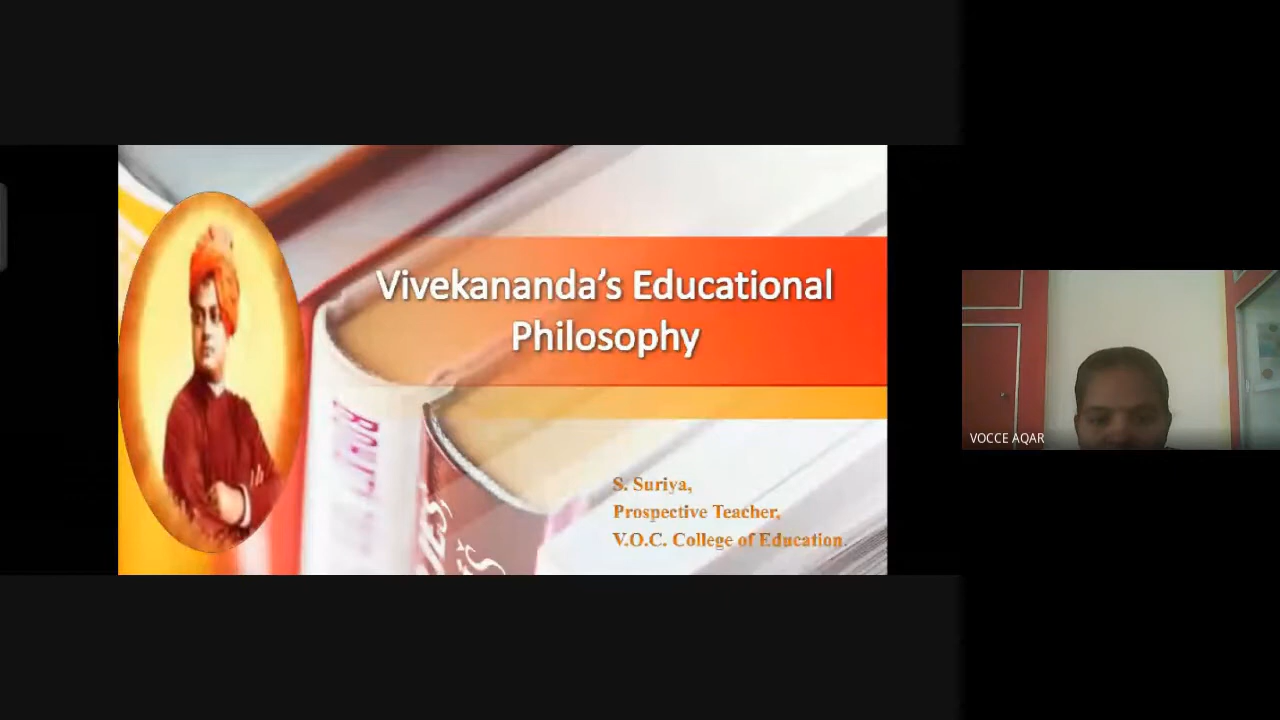 Vivekananda's Educational
Philosophy
S. Suriya,
Prospective Teacher,
V.O.C. College of Education.
VOCCE AQAR